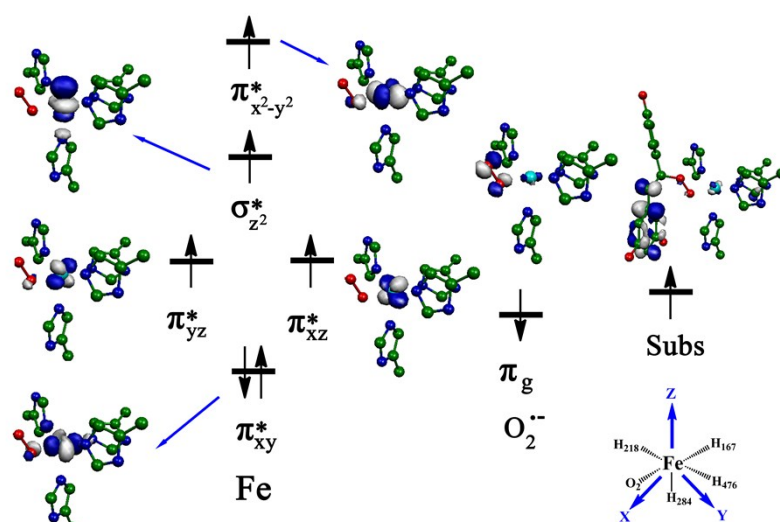 π*x²-y²
σ*z²
π*yz
π*xz
π*xy
Fe
πg
O₂•-
Subs
Z
H218
H167
Fe
O₂
H476
H284
X
Y